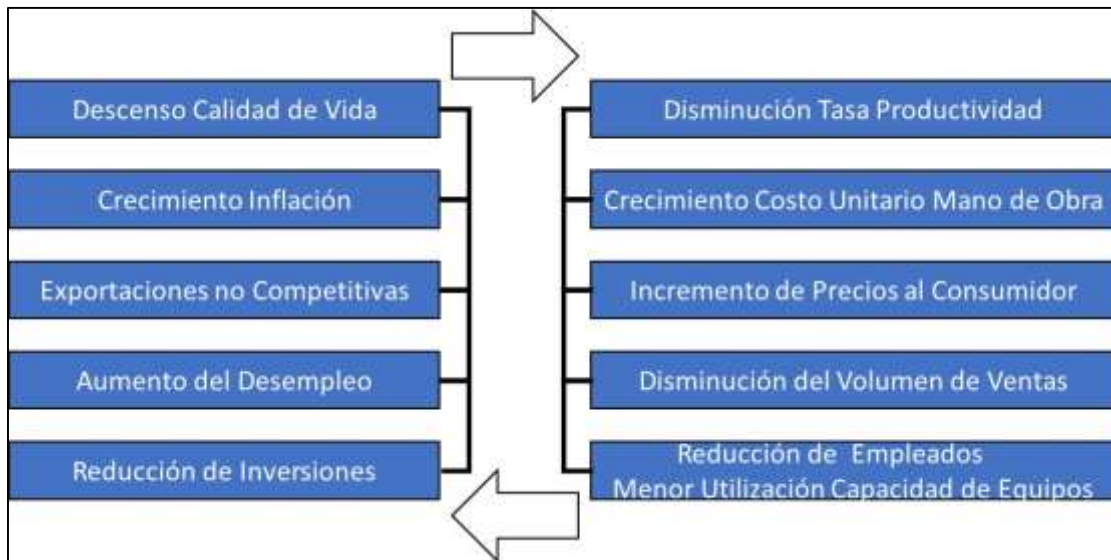 Descenso Calidad de Vida
Crecimiento Inflación
Exportaciones no Competitivas
Aumento del Desempleo
Reducción de Inversiones
Disminución Tasa Productividad
Crecimiento Costo Unitario Mano de Obra
Incremento de Precios al Consumidor
Disminución del Volumen de Ventas
Reducción de Empleados
Menor Utilización Capacidad de Equipos